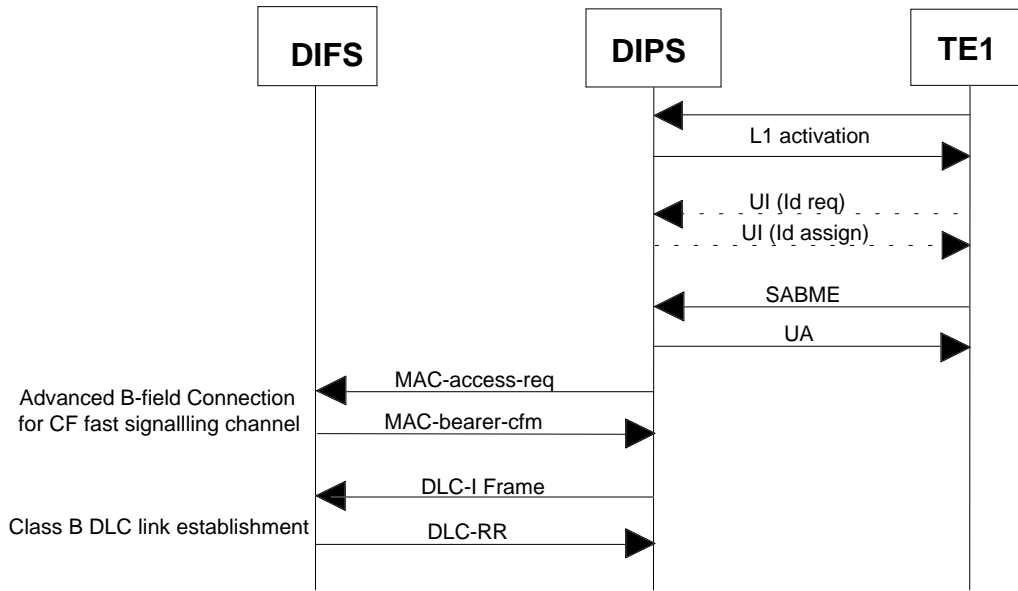 DIFS
DIPS
TE1
L1 activation
UI (Id req)
UI (Id assign)
SABME
UA
MAC-access-req
Advanced B-field Connection
for CF fast signallling channel
MAC-bearer-cfm
DLC-I Frame
Class B DLC link establishment
DLC-RR